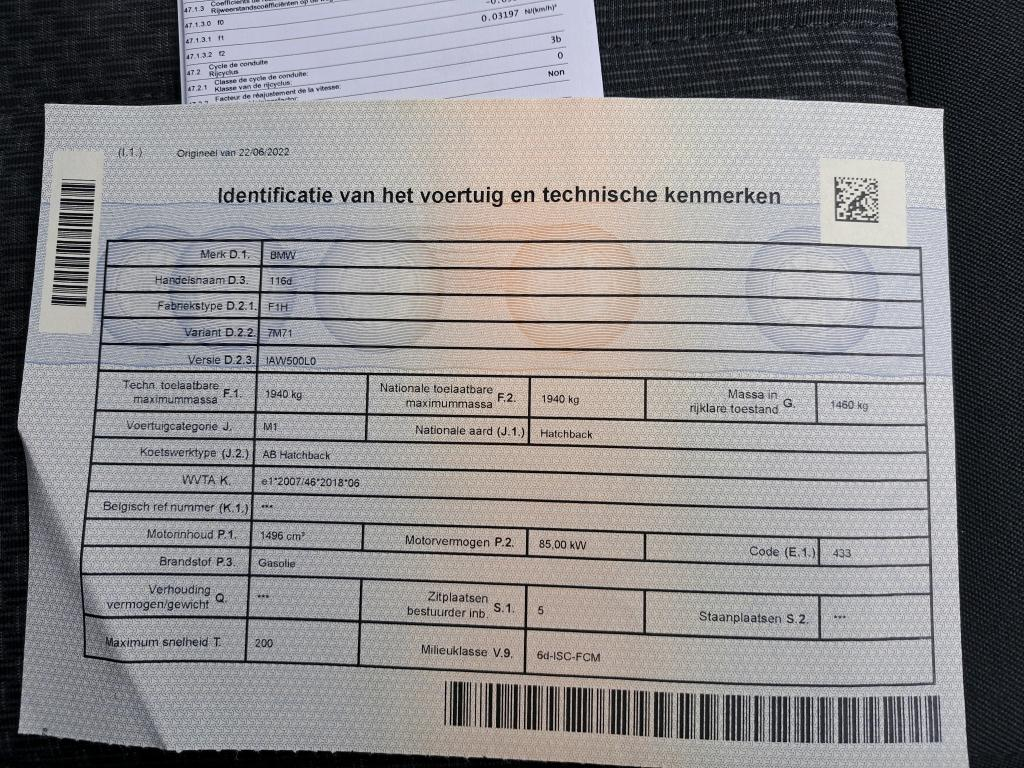 47.1.3
Rijweerstandscoëfficiënten op de
47.1.3.0 f0
47.1.3.1 f1 0.03197 N/(km/h)²
47.1.3.2 f2
47.2 Cycle de conduite 3b
Rijcyclus
47.2.1 Classe de cycle de conduite: 0
Klasse van de rijcyclus:
Facteur de réajustement de la vitesse: Non
(I.1.) Origineel van 22/06/2022
Identificatie van het voertuig en technische kenmerken
Merk D.1. BMW
Handelsnaam D.3. 116d
Fabriekstype D.2.1. F1H
Variant D.2.2. 7M71
Versie D.2.3. IAW500L0
Techn. toelaatbare maximummassa F.1. 1940 kg Nationale toelaatbare maximummassa F.2. 1940 kg Massa in rijklare toestand G. 1460 kg
Voertuigcategorie J. M1 Nationale aard (J.1.) Hatchback
Koetswerktype (J.2.) AB Hatchback
WVTA K. e1*2007/46*2018*06
Belgisch ref nummer (K.1.) ***
Motorinhoud P.1. 1496 cm³ Motorvermogen P.2. 85,00 kW Code (E.1.) 433
Brandstof P.3. Gasolie
Verhouding vermogen/gewicht Q. *** Zitplaatsen bestuurder inb. S.1. 5 Staanplaatsen S.2. ***
Maximum snelheid T. 200 Milieuklasse V.9. 6d-ISC-FCM